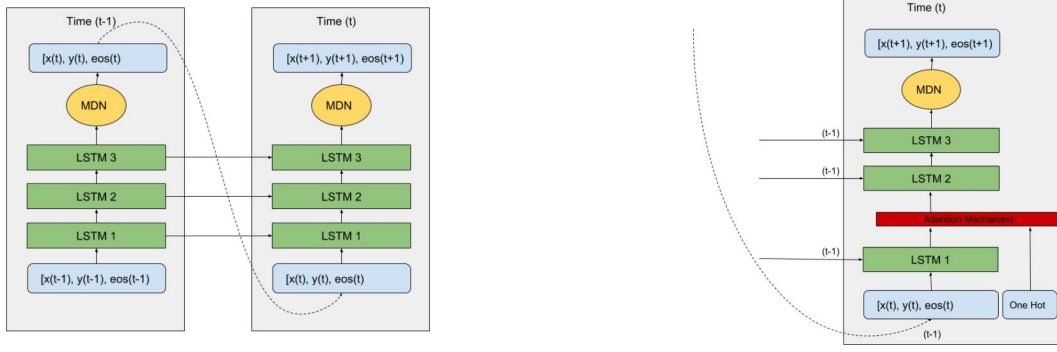 Time (t-1)
[x(t), y(t), eos(t)
MDN
LSTM 3
LSTM 2
LSTM 1
[x(t-1), y(t-1), eos(t-1)
Time (t)
[x(t+1), y(t+1), eos(t+1)
MDN
LSTM 3
LSTM 2
LSTM 1
[x(t), y(t), eos(t)
Time (t)
[x(t+1), y(t+1), eos(t+1)
MDN
(t-1)
LSTM 3
(t-1)
LSTM 2
Attention Mechanism
(t-1)
LSTM 1
[x(t), y(t), eos(t)
One Hot
(t-1)